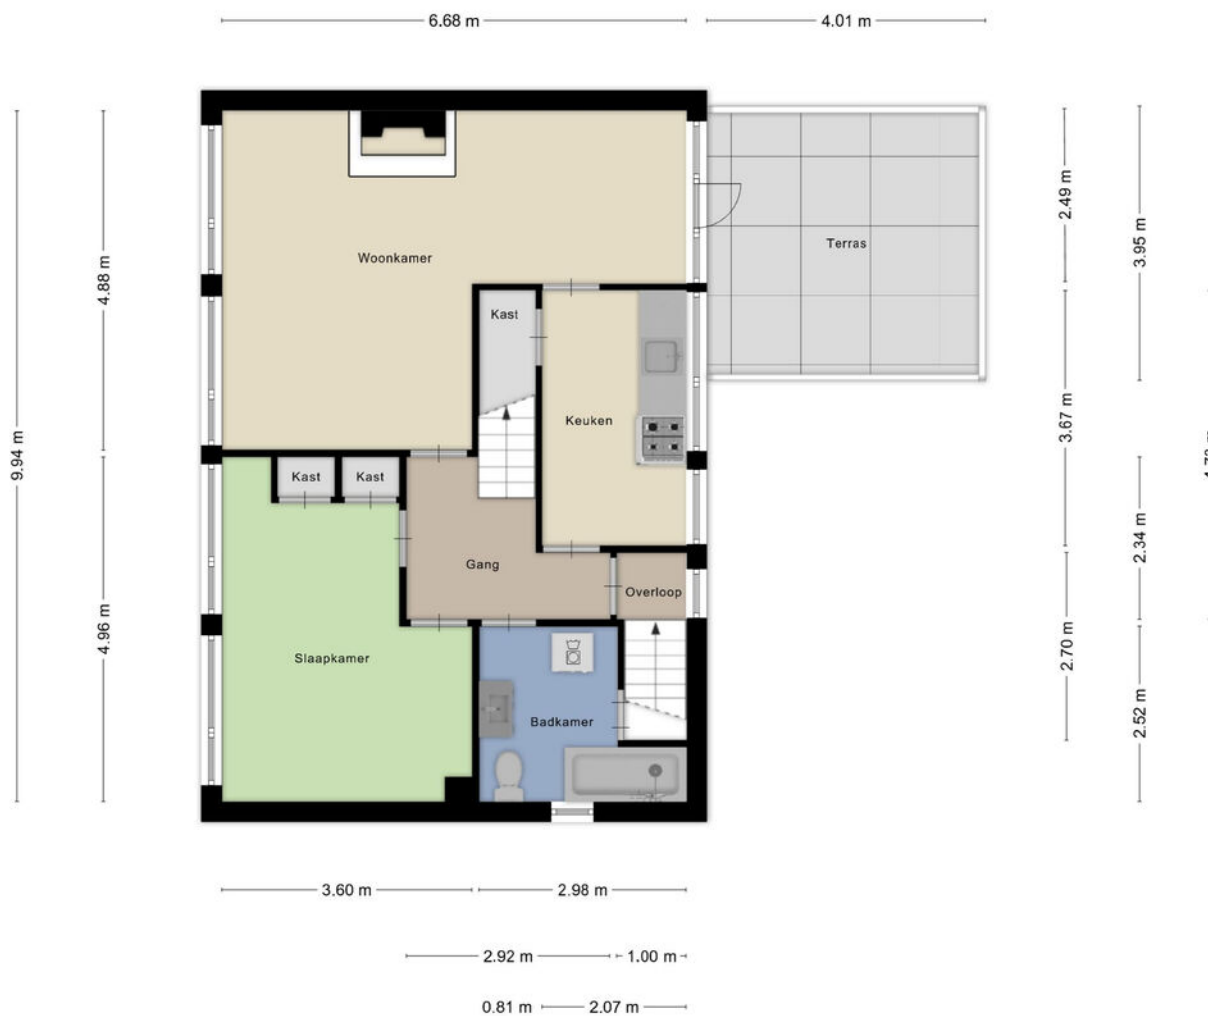 6.68 m
4.01 m
2.49 m
3.95 m
Woonkamer
Terras
4.88 m
Kast
3.67 m
Keuken
9.94 m
Kast
Kast
2.34 m
Gang
Overloop
4.96 m
2.70 m
Slaapkamer
Badkamer
2.52 m
3.60 m
2.98 m
2.92 m
1.00 m
0.81 m
2.07 m